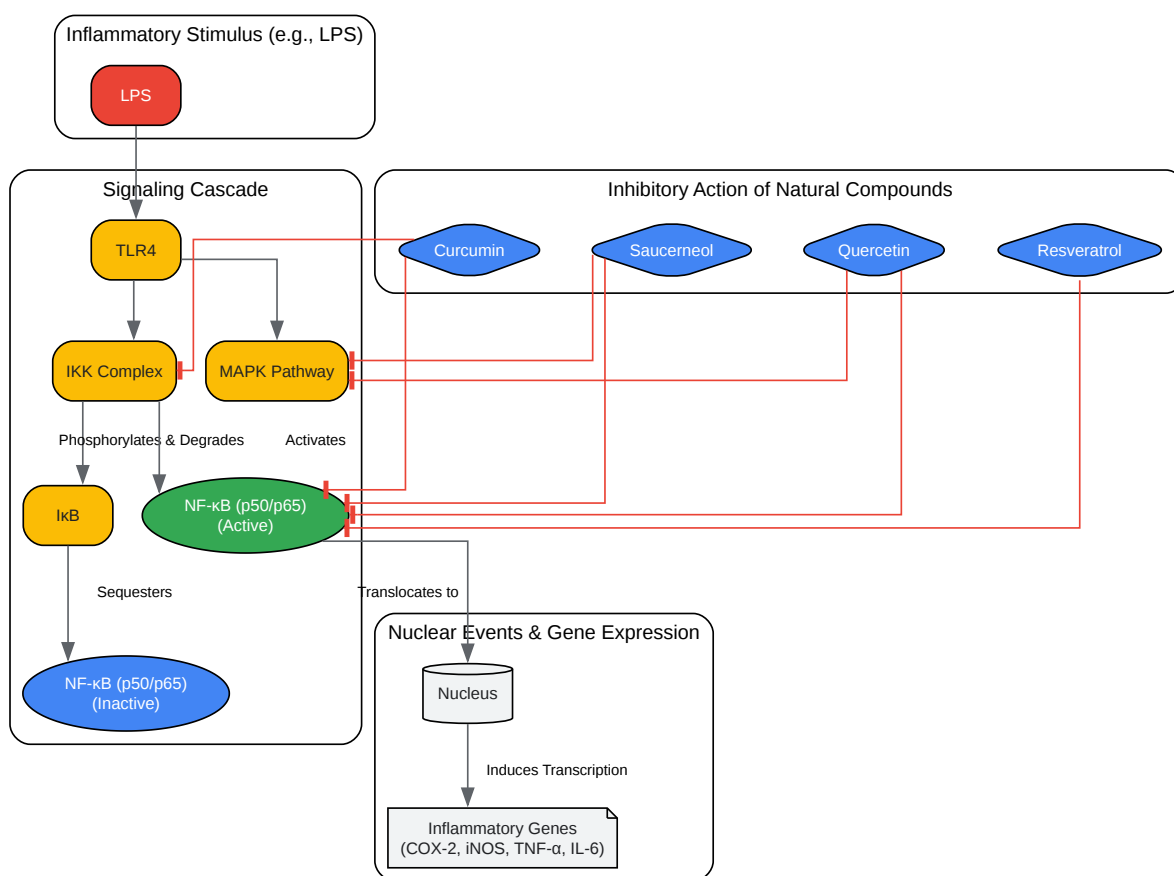 Inflammatory Stimulus (e.g., LPS)
LPS
Signaling Cascade
Inhibitory Action of Natural Compounds
TLR4
Curcumin
Saucerneol
Quercetin
Resveratrol
IKK Complex
MAPK Pathway
Phosphorylates & Degrades
Activates
IκB
NF-κB (p50/p65)
(Active)
Sequesters
Translocates to
NF-κB (p50/p65)
(Inactive)
Nuclear Events & Gene Expression
Nucleus
Induces Transcription
Inflammatory Genes
(COX-2, iNOS, TNF-α, IL-6)